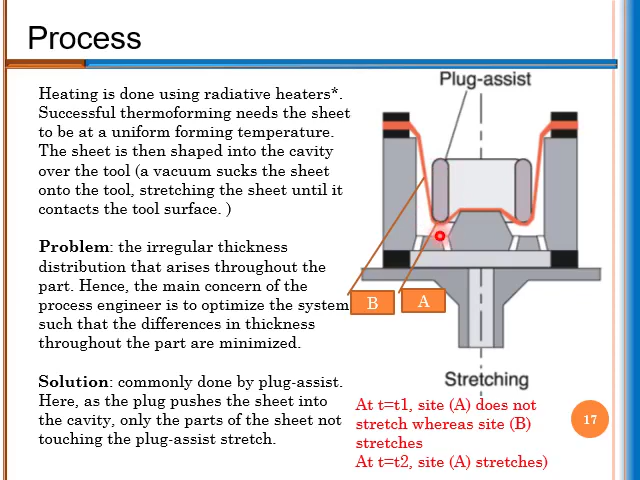 Process
Heating is done using radiative heaters*.
Successful thermoforming needs the sheet
to be at a uniform forming temperature.
The sheet is then shaped into the cavity
over the tool (a vacuum sucks the sheet
onto the tool, stretching the sheet until it
contacts the tool surface. )
Problem: the irregular thickness
distribution that arises throughout the
part. Hence, the main concern of the
process engineer is to optimize the system
such that the differences in thickness
throughout the part are minimized.
Solution: commonly done by plug-assist.
Here, as the plug pushes the sheet into
the cavity, only the parts of the sheet not
touching the plug-assist stretch.
Plug-assist
B
A
Stretching
At t=t1, site (A) does not
stretch whereas site (B)
stretches
At t=t2, site (A) stretches)
17